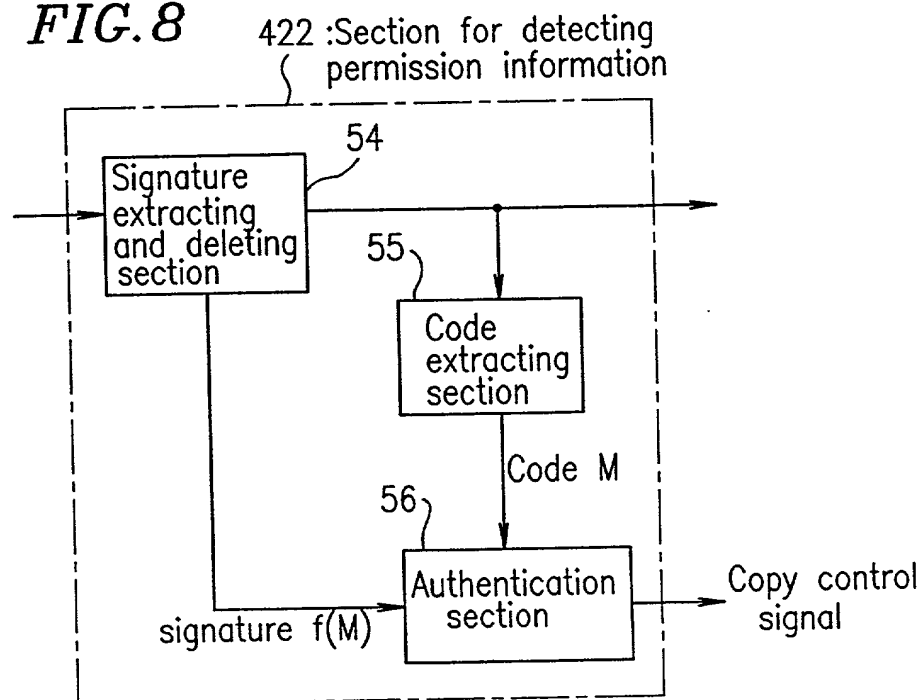 FIG.8
422 :Section for detecting
permission information
54
Signature
extracting
and deleting
section
55
Code
extracting
section
Code M
56
Authentication
section
signature f(M)
Copy control
signal